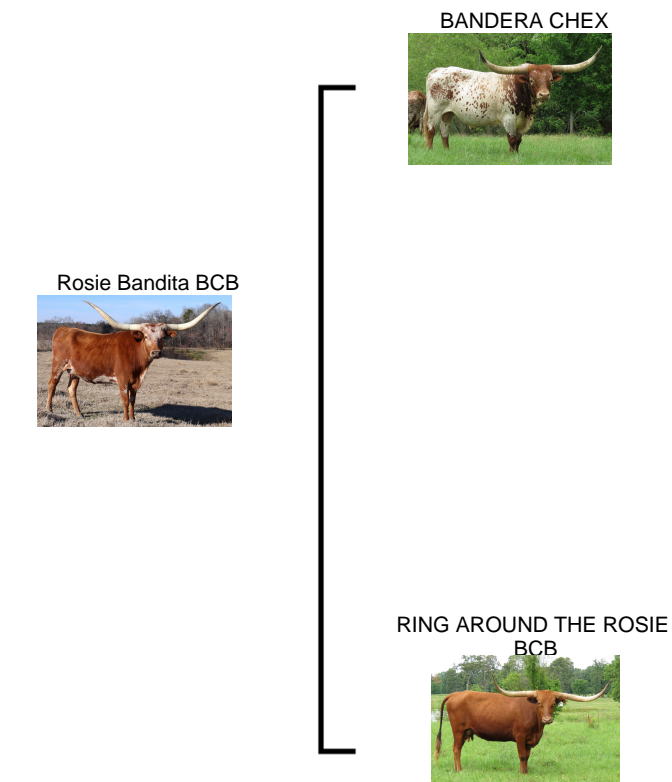 BANDERA CHEX
Rosie Bandita BCB
RING AROUND THE ROSIE
BCB